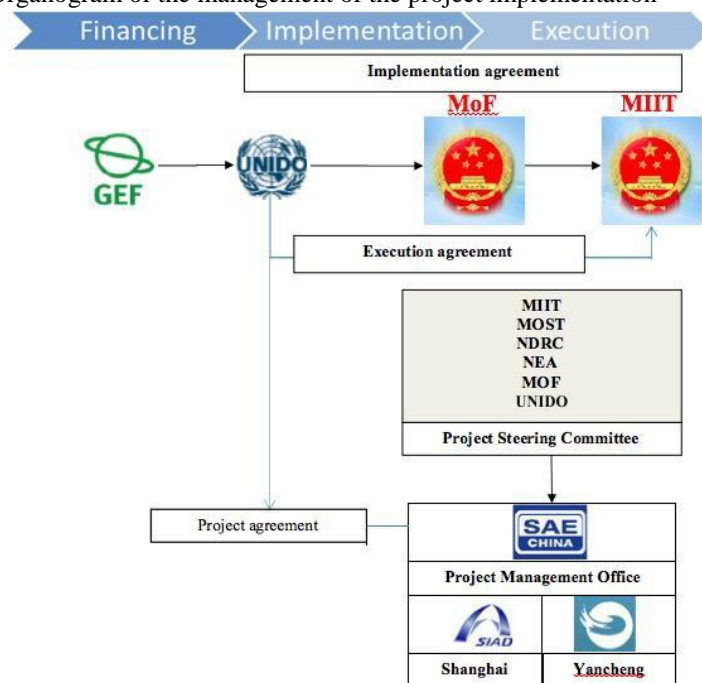 Organogram of the management of the project implementation
Financing
Implementation
Execution
Implementation agreement
MoF
MIIT
GEF
UNIDO
Execution agreement
MIIT
MOST
NDRC
NEA
MOF
UNIDO
Project Steering Committee
Project agreement
SAE
CHINA
Project Management Office
SIAD
Shanghai
Yancheng